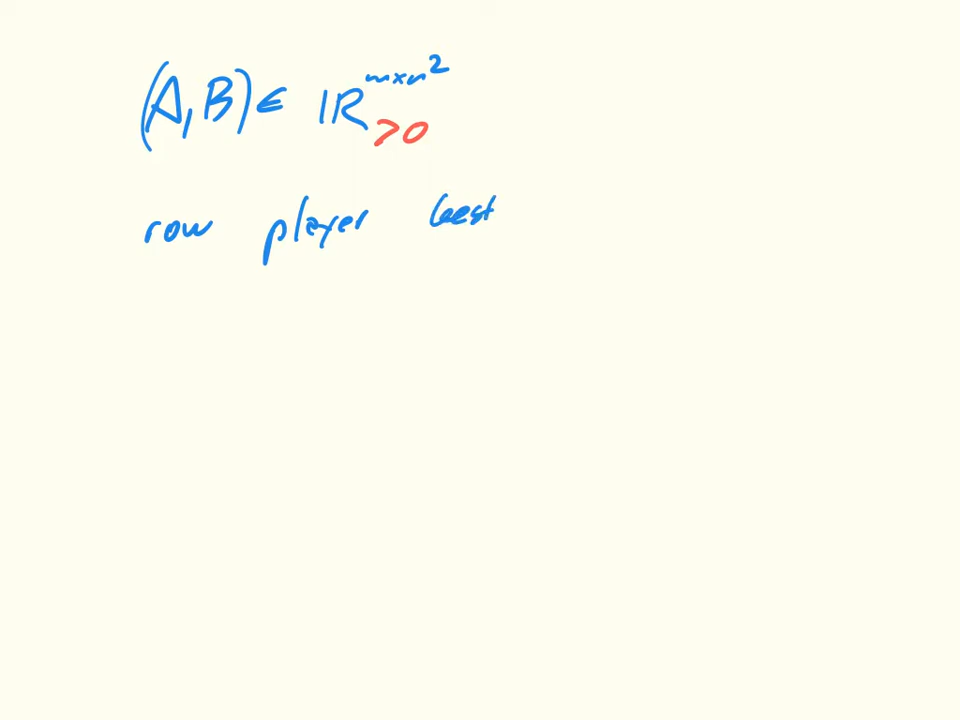 (A,B) ∈ ℝ^{m×n^2}_{>0}
row player best